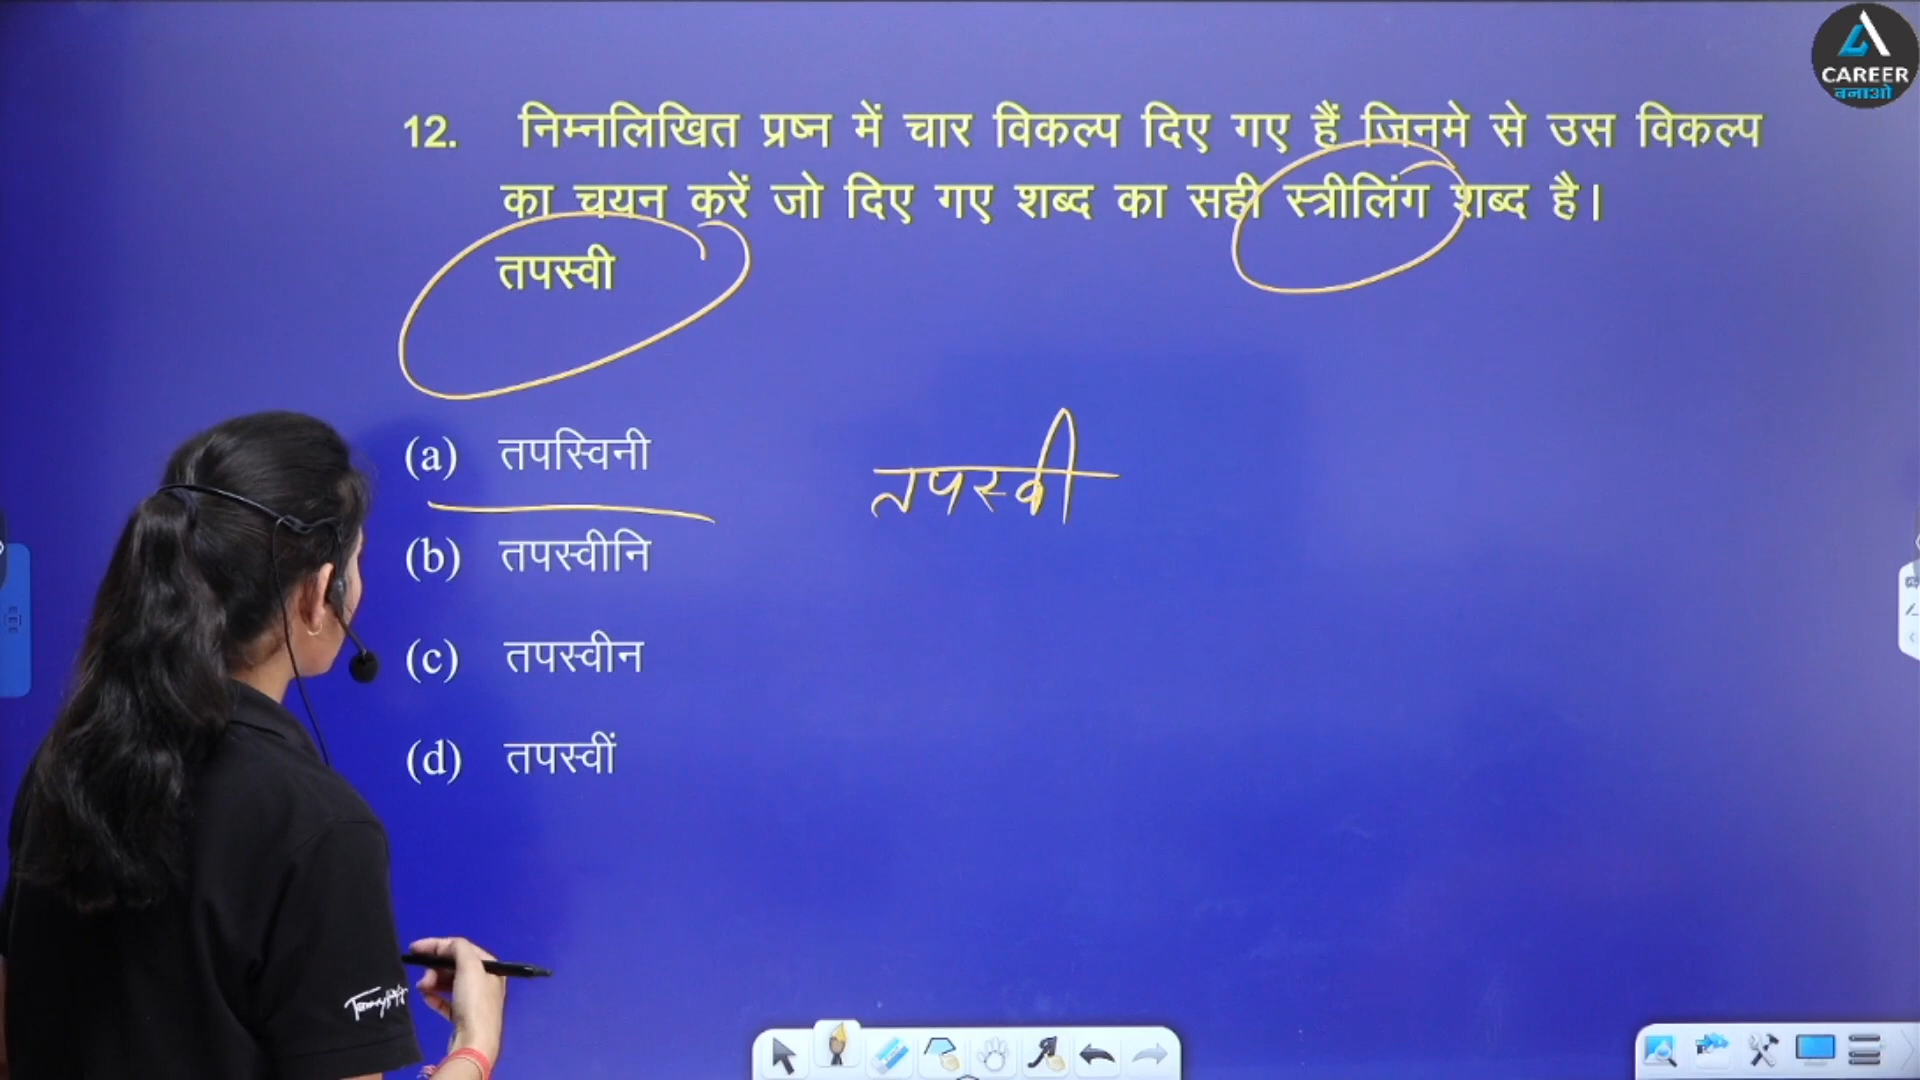 CAREER
बनाओ
12. निम्नलिखित प्रष्न में चार विकल्प दिए गए हैं जिनमे से उस विकल्प
का चयन करें जो दिए गए शब्द का सही स्त्रीलिंग शब्द है।
तपस्वी
(a) तपस्विनी
तपस्वी
(b) तपस्वीनि
(c) तपस्वीन
(d) तपस्वीं